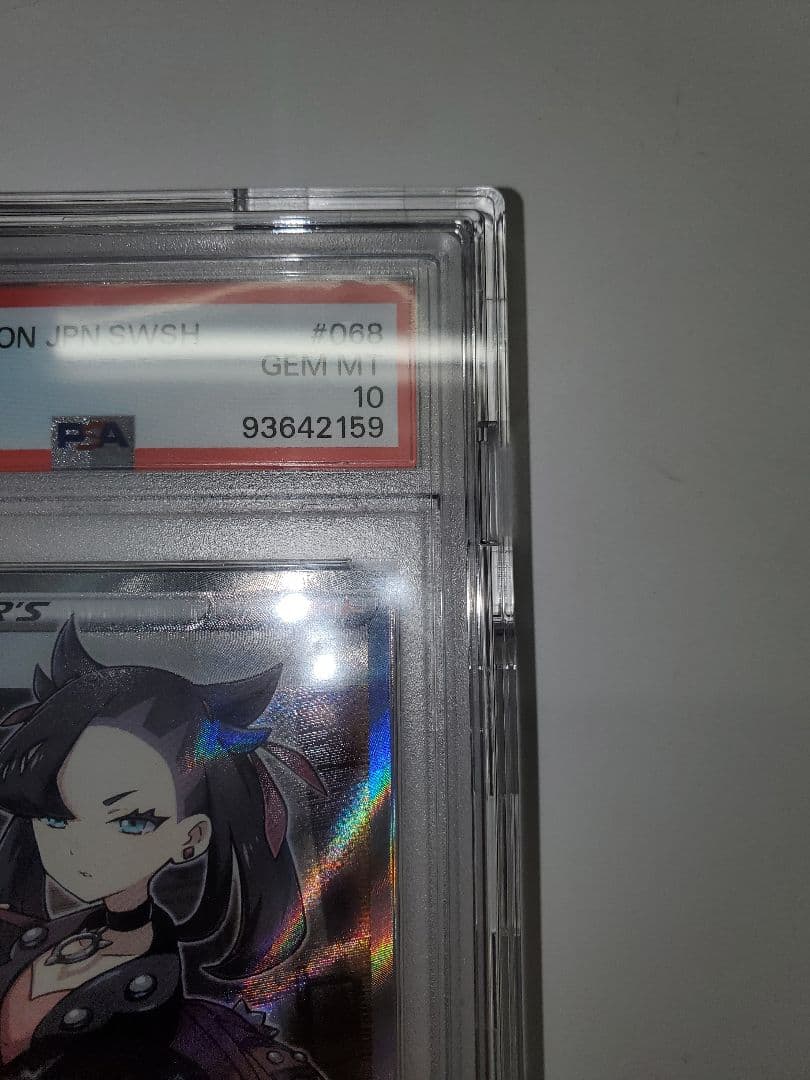 ON JPN SWSH #068
GEM MT
10
PSA 93642159
R'S